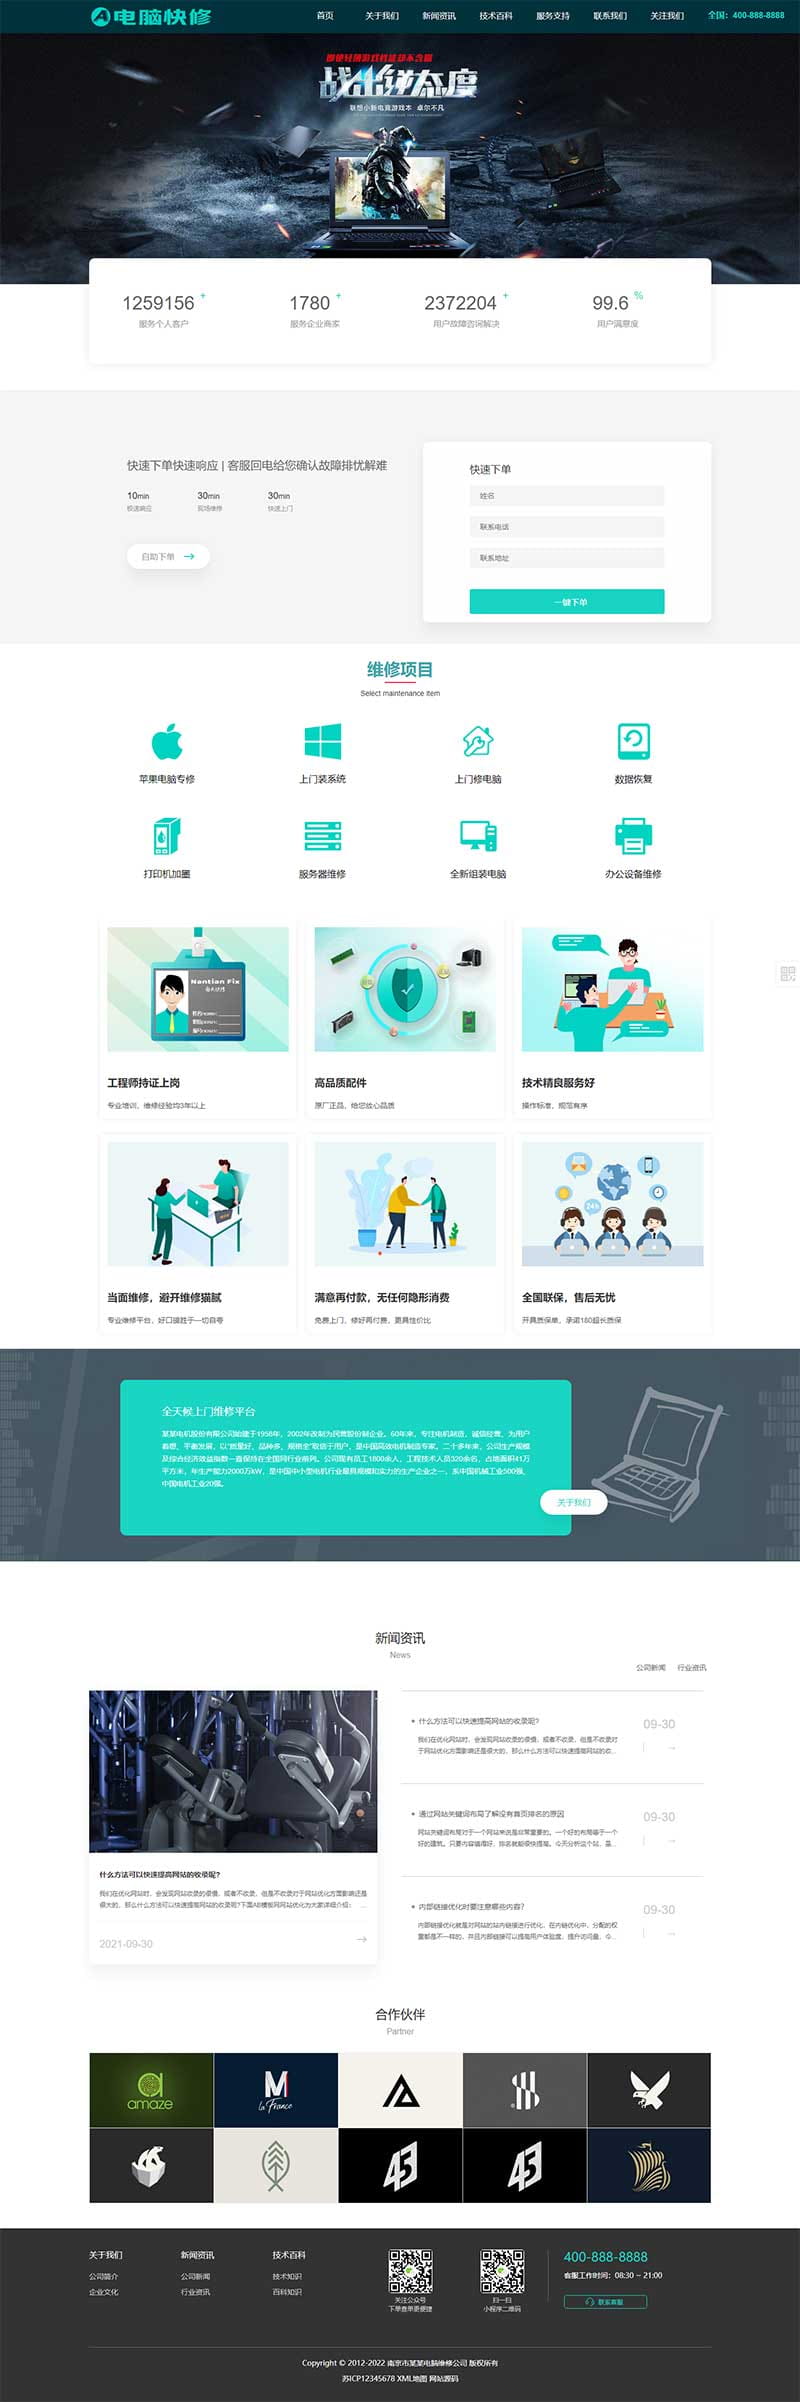 电脑快修
首页 关于我们 新闻资讯 技术百科 服务支持 联系我们 关注我们 全国：400-888-8888
战出逆态度
联想小新电竞游戏本 卓尔不凡
1259156 + 1780 + 2372204 + 99.6 %
服务个人客户 服务企业商家 用户故障咨询解决 用户满意度
快速下单快速响应 | 客服回电给您确认故障排忧解难
10min 30min 30min
极速响应 现场维修 快速上门
自助下单
快速下单
姓名
联系电话
联系地址
一键下单
维修项目
Select maintenance item
苹果电脑专修 上门装系统 上门修电脑 数据恢复
打印机加墨 服务器维修 全新组装电脑 办公设备维修
Nantian Fix
工程师持证上岗 高品质配件 技术精良服务好
专业培训，维修经验均3年以上 原厂正品，给您放心品质 操作标准，规范有序
24h
当面维修，避开维修猫腻 满意再付款，无任何隐形消费 全国联保，售后无忧
专业维修平台，好口碑胜于一切自夸 免费上门，修好再付费，更具性价比 开具质保单，承诺180超长质保
全天候上门维修平台
某某电机股份有限公司始建于1958年，2002年改制为民营股份制企业。60年来，专注电机制造，诚信经营，为用户
着想，平衡发展，以“质量好，品种多，规格全”取信于用户，是中国高效电机制造专家。二十多年来，公司生产规模
及综合经济效益指数一直保持在全国同行业前列。公司现有员工1800余人，工程技术人员320余名，占地面积41万
平方米，年生产能力2000万kW，是中国中小型电机行业最具规模和实力的生产企业之一，系中国机械工业500强，
中国电机工业20强。
关于我们
新闻资讯
News
公司新闻 行业资讯
什么方法可以快速提高网站的收录呢?
我们在优化网站时，会发现网站收录的很慢，或者不收录，但是不收录对于网站优化方面影响还是
很大的，那么什么方法可以快速提高网站的收录呢?下面AB模板网网站优化为大家详细介绍： ...
2021-09-30
什么方法可以快速提高网站的收录呢?
09-30
我们在优化网站时，会发现网站收录的很慢，或者不收录，但是不收录对
于网站优化方面影响还是很大的，那么什么方法可以快速提高网站的收...
通过网站关键词布局了解没有首页排名的原因
09-30
网站关键词布局对于一个网站来说是非常重要的。一个好的布局等于一个
好的建筑。只要内容填得好，排名就能很快提高。今天分析这个站，虽...
内部链接优化时要注意哪些内容?
09-30
内部链接优化就是对网站的站内链接进行优化，在内链优化中，分配的权
重都是不一样的，并且内部链接可以提高用户体验度，提升访问量，今...
合作伙伴
Partner
amaze
M
la France
43 43
关于我们 新闻资讯 技术百科
公司简介 公司新闻 技术知识
企业文化 行业资讯 百科知识
关注公众号
下单查单更便捷
扫一扫
小程序二维码
400-888-8888
客服工作时间：08:30 ~ 21:00
联系客服
Copyright © 2012-2022 南京市某某电脑维修公司 版权所有
苏ICP12345678 XML地图 网站源码